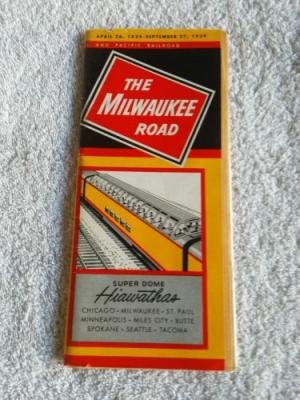 APRIL 26, 1959-SEPTEMBER 27, 1959
AND PACIFIC RAILROAD
THE
MILWAUKEE
ROAD
SUPER DOME
Hiawathas
CHICAGO • MILWAUKEE • ST. PAUL
MINNEAPOLIS • MILES CITY • BUTTE
SPOKANE • SEATTLE • TACOMA